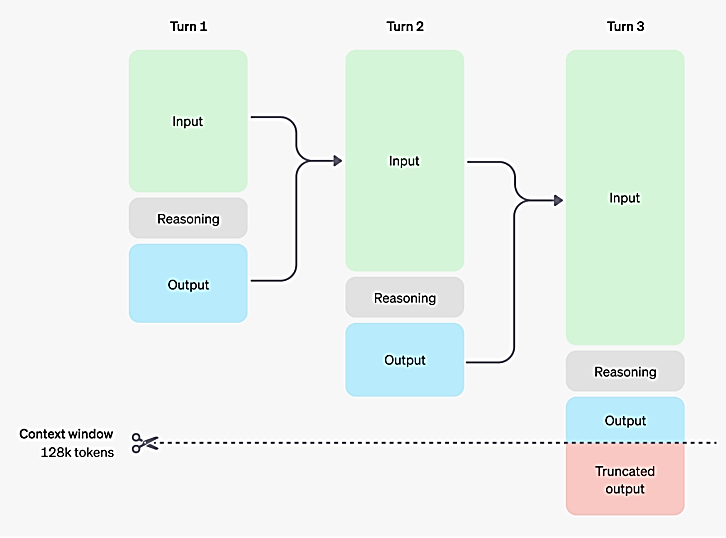 Turn 1
Turn 2
Turn 3
Input
Reasoning
Output
Input
Reasoning
Output
Input
Reasoning
Output
Context window
128k tokens
Truncated
output